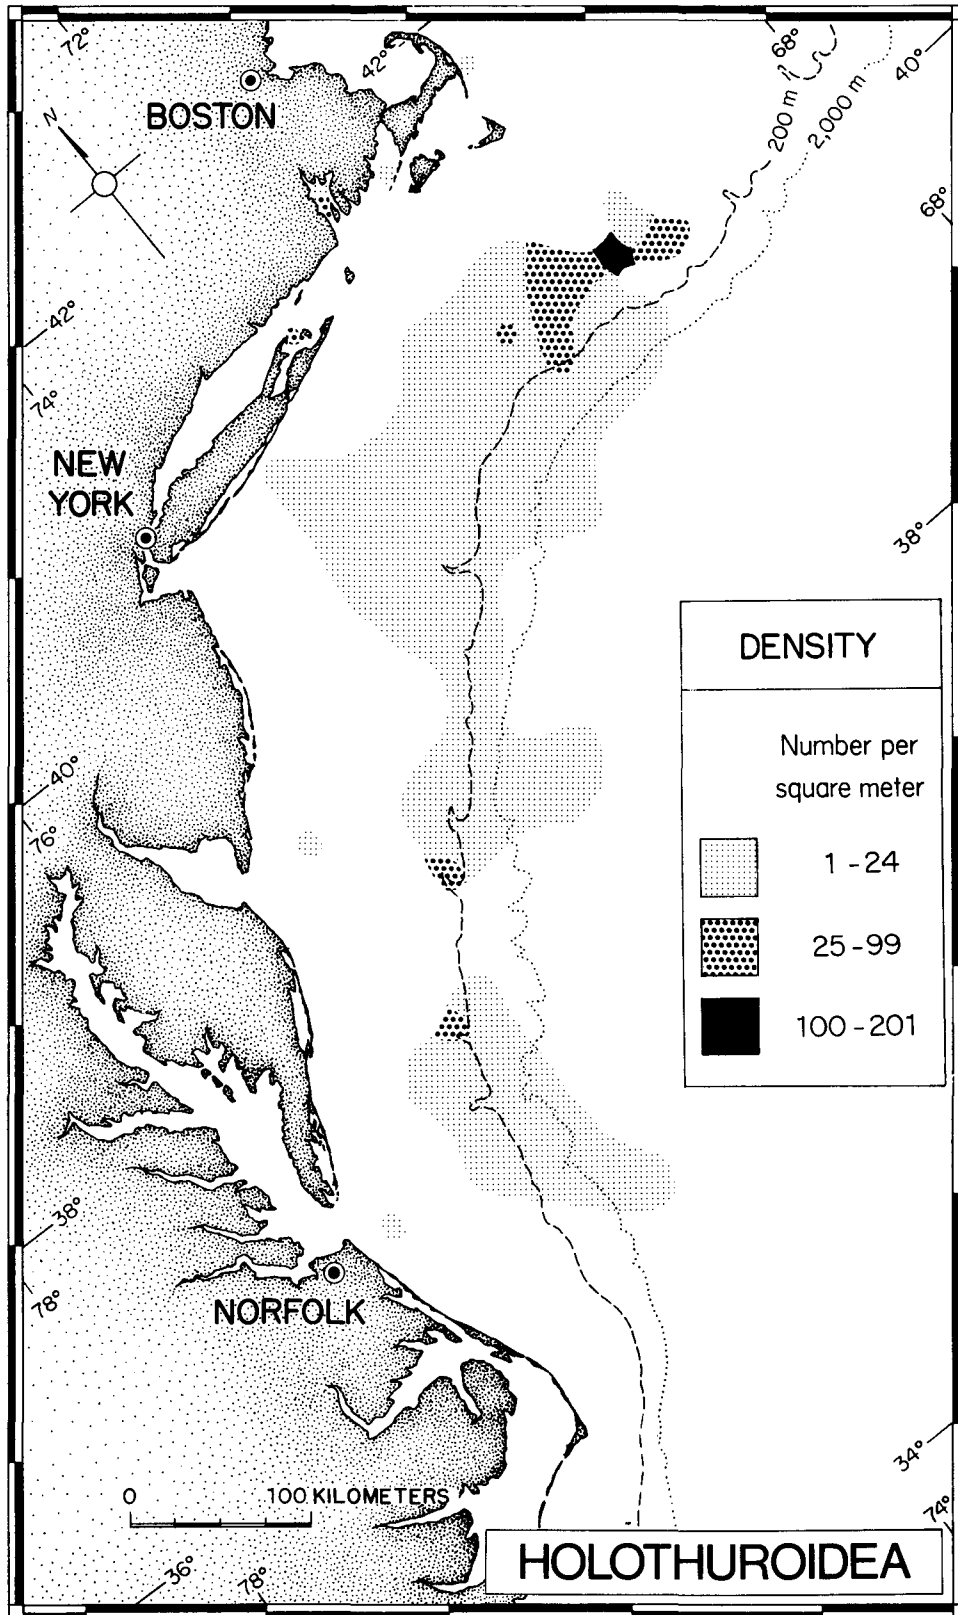 72°
42°
68°
40°
BOSTON
200 m
2,000 m
N
68°
42°
74°
NEW
YORK
38°
DENSITY
Number per
square meter
1-24
25-99
100-201
40°
76°
38°
78°
NORFOLK
34°
74°
0 100 KILOMETERS
36°
78°
HOLOTHUROIDEA